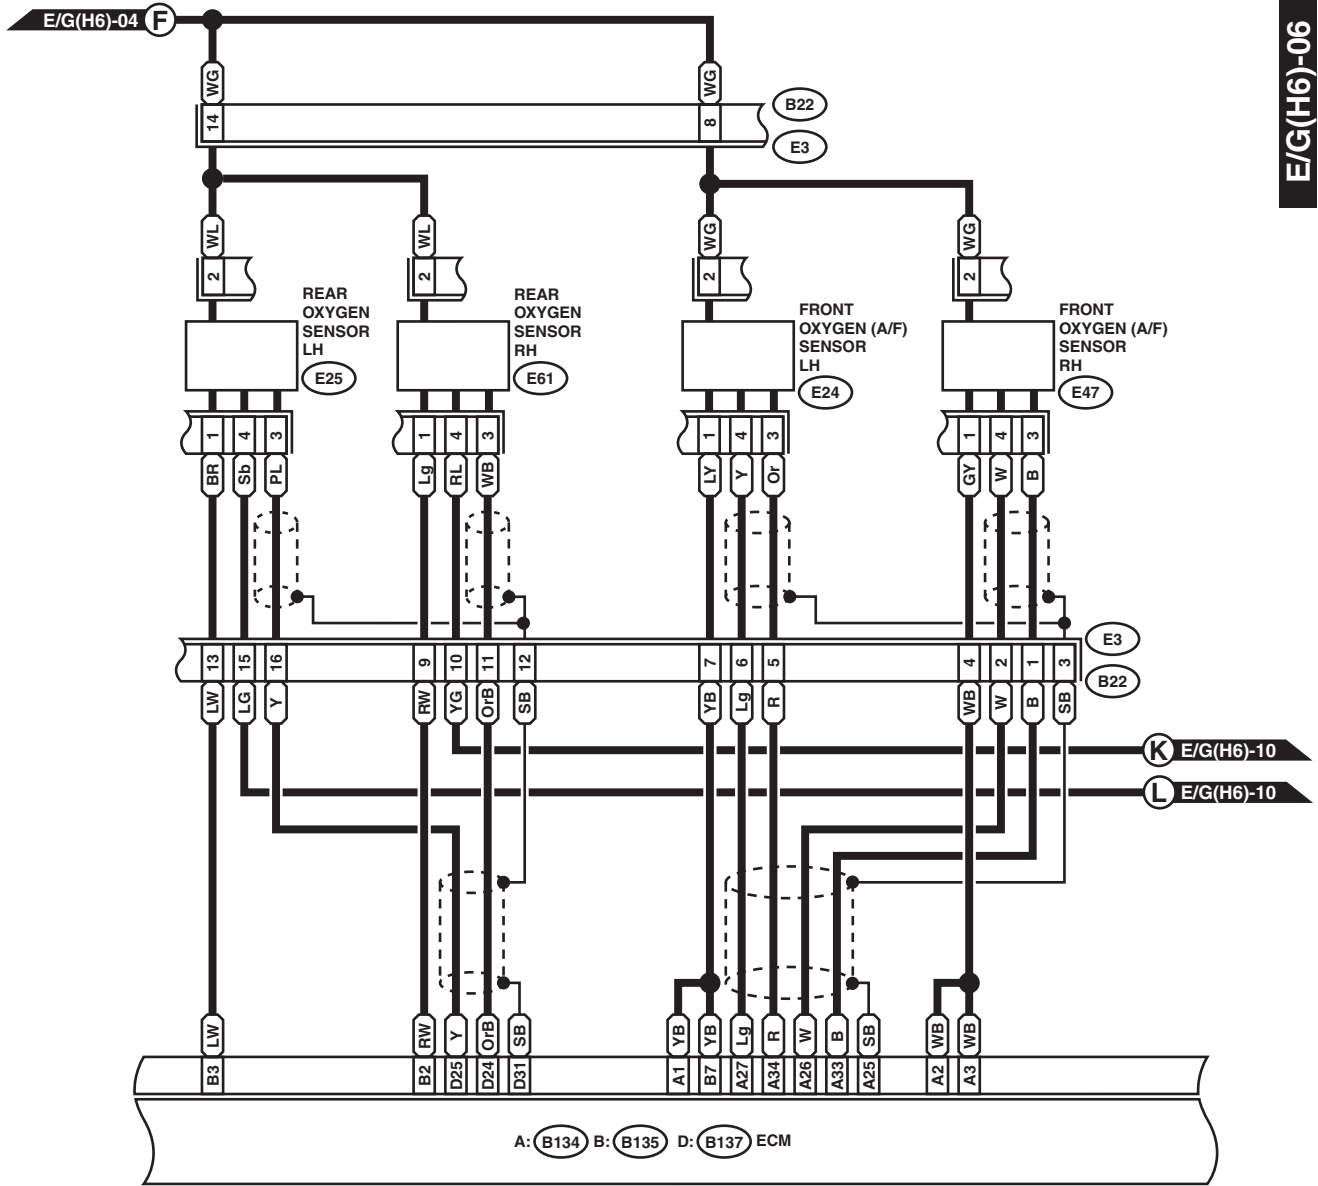 E/G(H6)-04 F
E/G(H6)-06
WG WG
14 8
B22
E3
WL WL WG WG
2 2 2 2
REAR
OXYGEN
SENSOR
LH
E25
REAR
OXYGEN
SENSOR
RH
E61
FRONT
OXYGEN (A/F)
SENSOR
LH
E24
FRONT
OXYGEN (A/F)
SENSOR
RH
E47
1 4 3 1 4 3 1 4 3 1 4 3
BR Sb PL Lg RL WB LY Y Or GY W B
E3
13 15 16 9 10 11 12 7 6 5 4 2 1 3
B22
LW LG Y RW YG OrB SB YB Lg R WB W B SB
K E/G(H6)-10
L E/G(H6)-10
LW RW Y OrB SB YB YB Lg R W B SB WB WB
B3 B2 D25 D24 D31 A1 B7 A27 A34 A26 A33 A25 A2 A3
A: B134 B: B135 D: B137 ECM